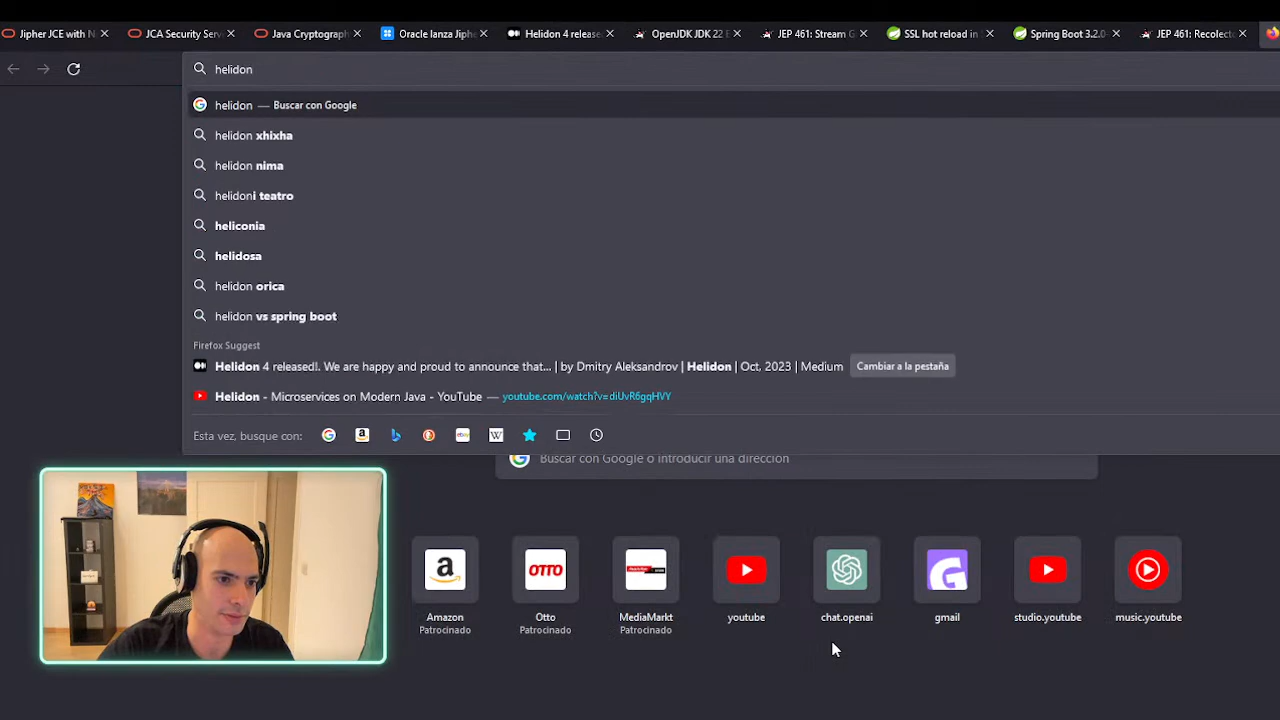 Jipher JCE with N
JCA Security Serv
Java Cryptograph
Oracle lanza Jiphe
Helidon 4 release
OpenJDK JDK 22 E
JEP 461: Stream G
SSL hot reload in S
Spring Boot 3.2.0-
JEP 461: Recolect
helidon
helidon — Buscar con Google
helidon xhixha
helidon nima
helidoni teatro
heliconia
helidosa
helidon orica
helidon vs spring boot
Firefox Suggest
Helidon 4 released!. We are happy and proud to announce that... | by Dmitry Aleksandrov | Helidon | Oct, 2023 | Medium Cambiar a la pestaña
Helidon - Microservices on Modern Java - YouTube — youtube.com/watch?v=diUvR6gqHVY
Esta vez, busque con:
Buscar con Google o introducir una dirección
Amazon
Patrocinado
Otto
Patrocinado
MediaMarkt
Patrocinado
youtube
chat.openai
gmail
studio.youtube
music.youtube
OTTO